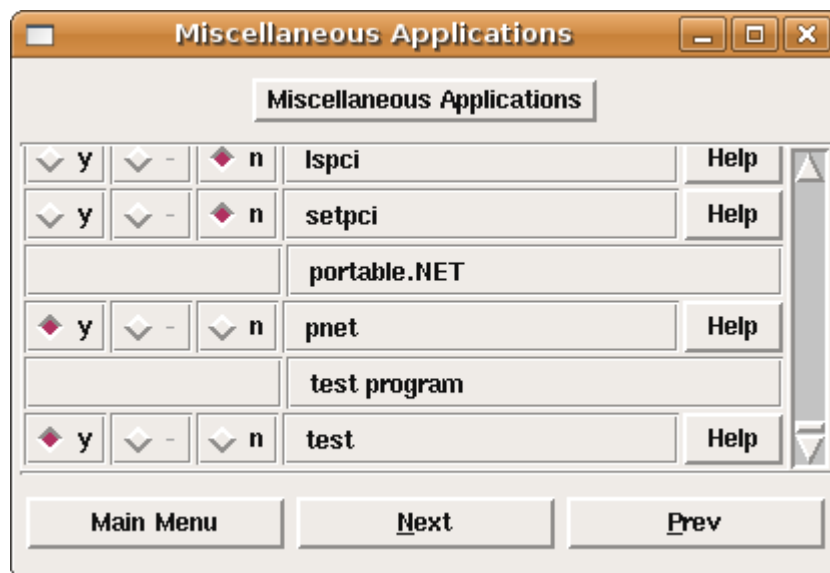 Miscellaneous Applications
Miscellaneous Applications
y - n lspci Help
y - n setpci Help
portable.NET
y - n pnet Help
test program
y - n test Help
Main Menu Next Prev